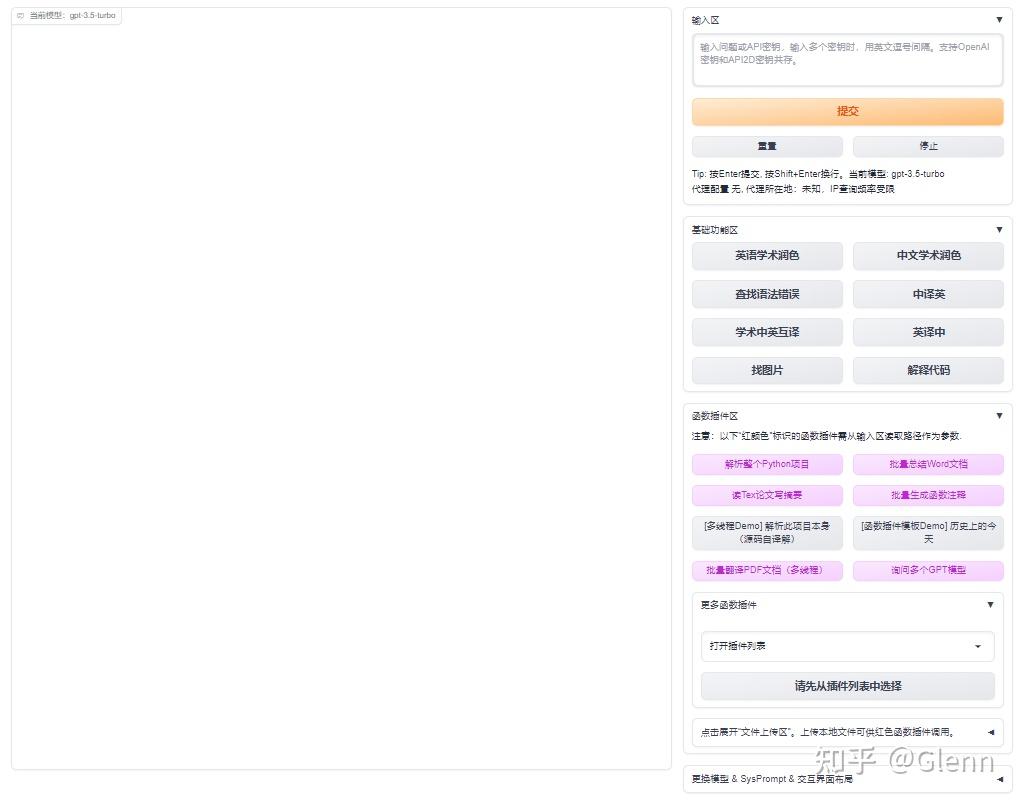 当前模型：gpt-3.5-turbo
输入区
输入问题或API密钥，输入多个密钥时，用英文逗号间隔。支持OpenAI
密钥和API2D密钥共存。
提交
重置
停止
Tip: 按Enter提交, 按Shift+Enter换行。当前模型: gpt-3.5-turbo
代理配置 无, 代理所在地：未知，IP查询频率受限
基础功能区
英语学术润色
中文学术润色
查找语法错误
中译英
学术中英互译
英译中
找图片
解释代码
函数插件区
注意：以下“红颜色”标识的函数插件需从输入区读取路径作为参数.
解析整个Python项目
批量总结Word文档
读Tex论文写摘要
批量生成函数注释
[多线程Demo] 解析此项目本身
（源码自译解）
[函数插件模板Demo] 历史上的今
天
批量翻译PDF文档（多线程）
询问多个GPT模型
更多函数插件
打开插件列表
请先从插件列表中选择
点击展开“文件上传区”。上传本地文件可供红色函数插件调用。
更换模型 & SysPrompt & 交互界面布局
知乎 @Glenn